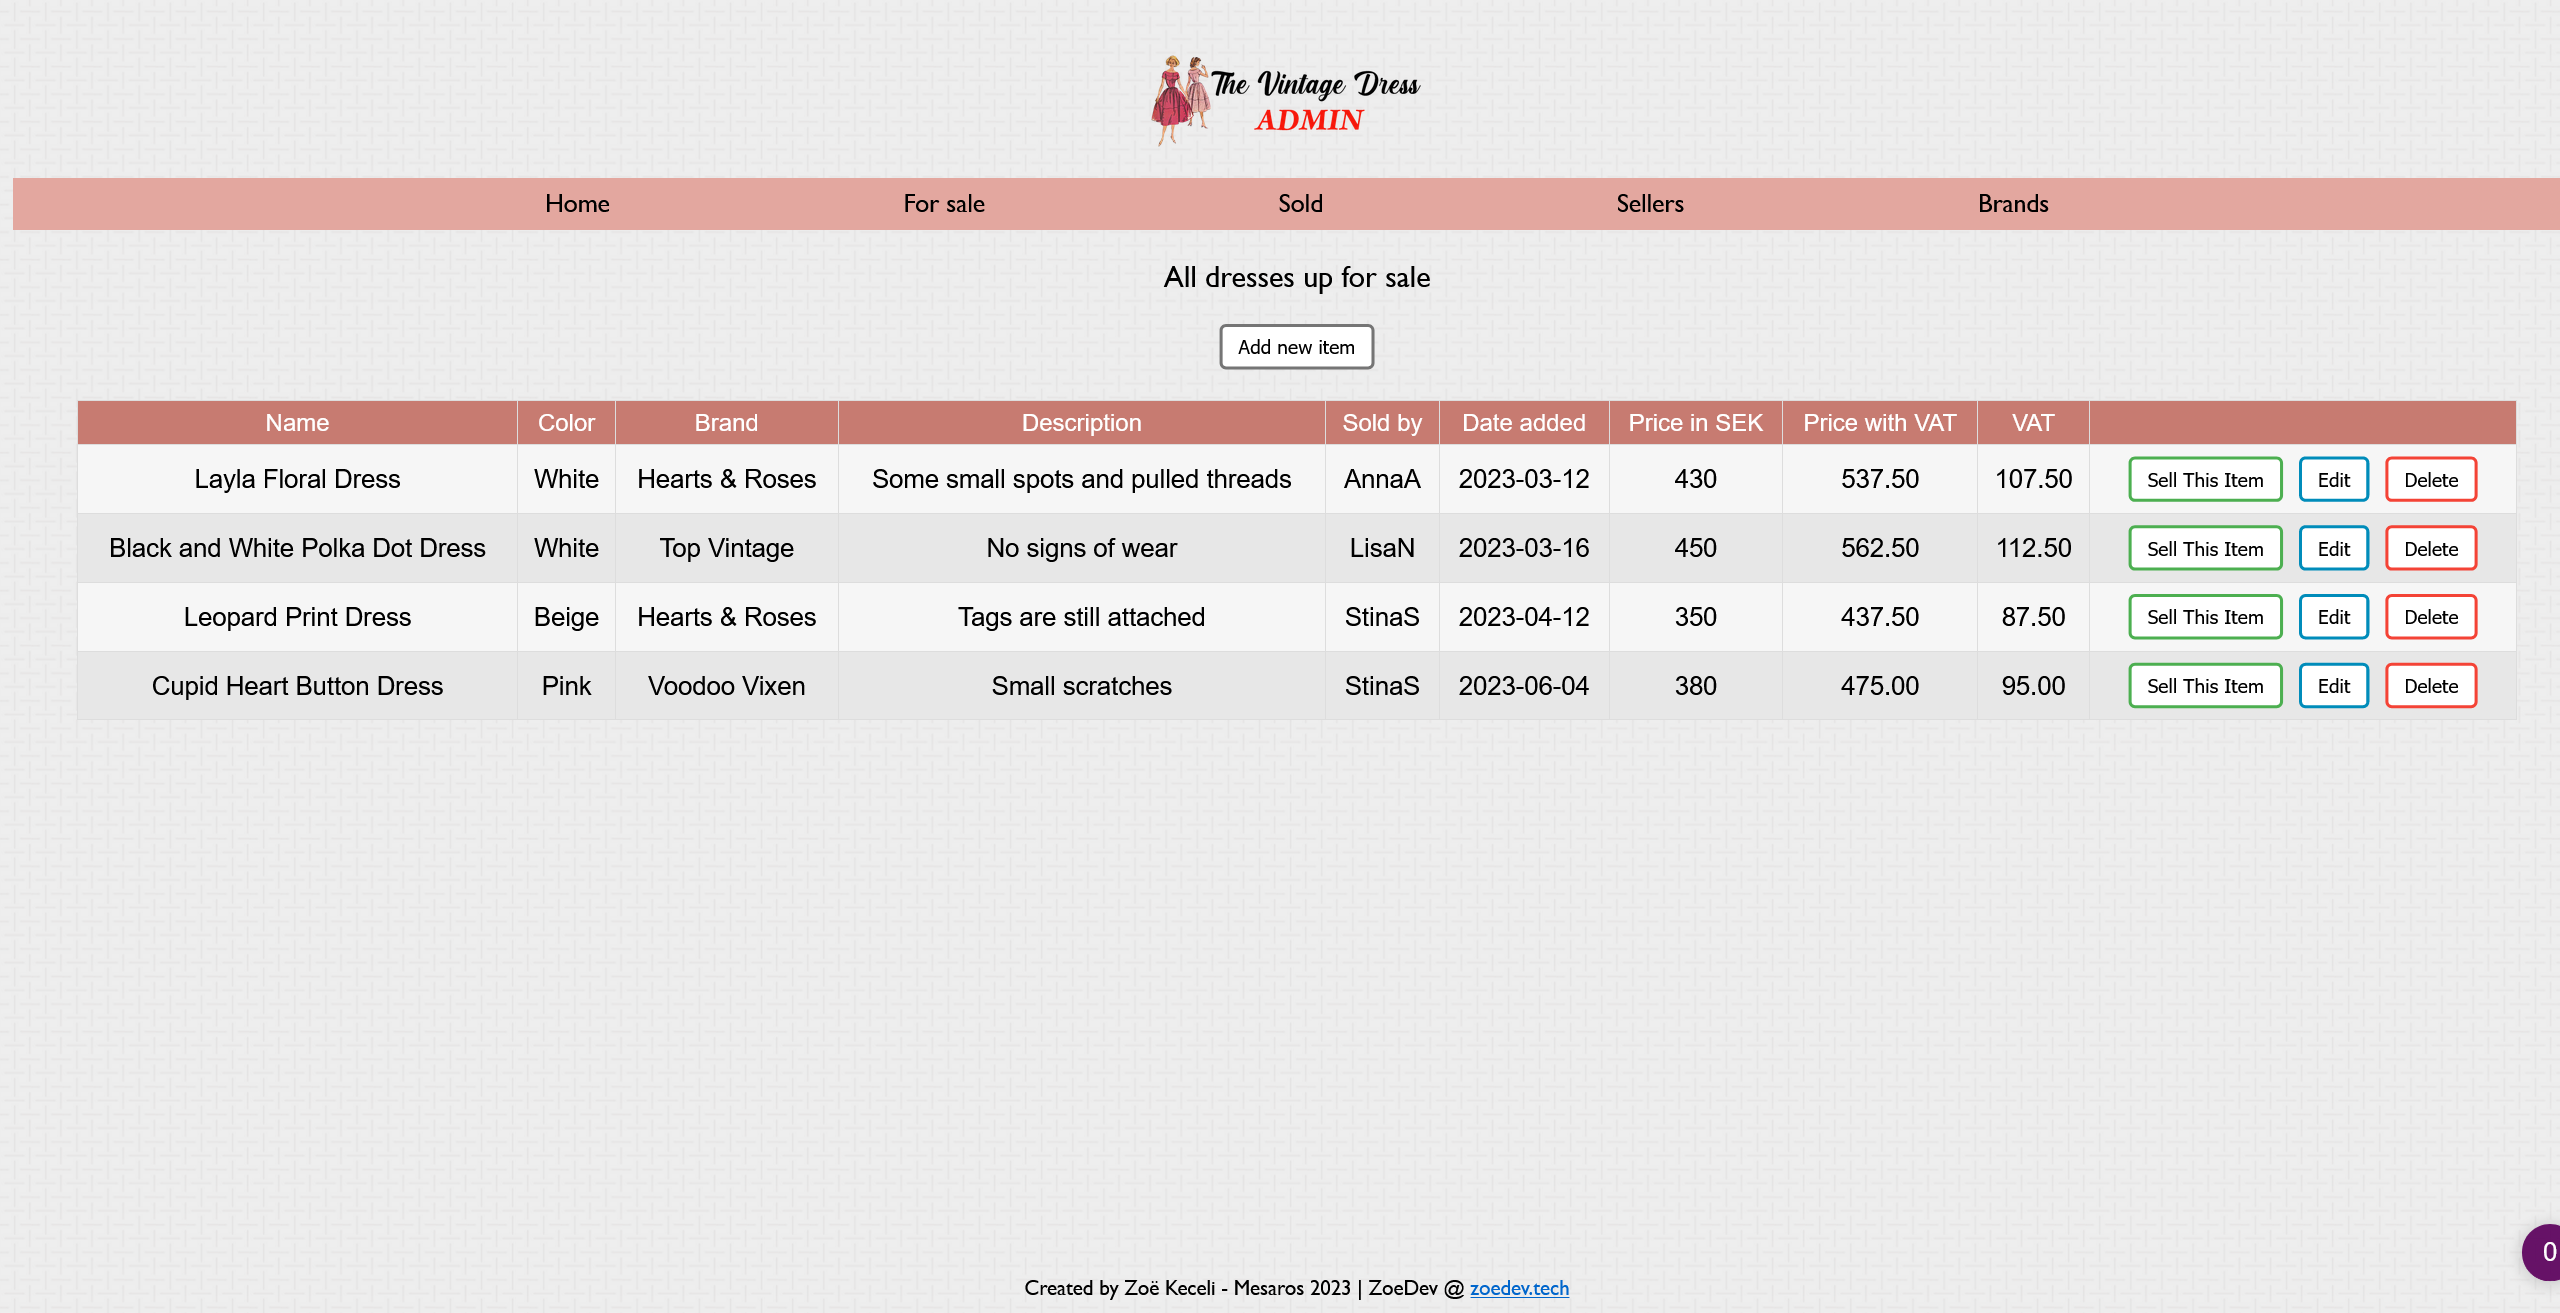 The Vintage Dress
ADMIN
Home For sale Sold Sellers Brands
All dresses up for sale
Add new item
Name Color Brand Description Sold by Date added Price in SEK Price with VAT VAT
Layla Floral Dress White Hearts & Roses Some small spots and pulled threads AnnaA 2023-03-12 430 537.50 107.50 Sell This Item Edit Delete
Black and White Polka Dot Dress White Top Vintage No signs of wear LisaN 2023-03-16 450 562.50 112.50 Sell This Item Edit Delete
Leopard Print Dress Beige Hearts & Roses Tags are still attached StinaS 2023-04-12 350 437.50 87.50 Sell This Item Edit Delete
Cupid Heart Button Dress Pink Voodoo Vixen Small scratches StinaS 2023-06-04 380 475.00 95.00 Sell This Item Edit Delete
0
Created by Zoë Keceli - Mesaros 2023 | ZoeDev @ zoedev.tech